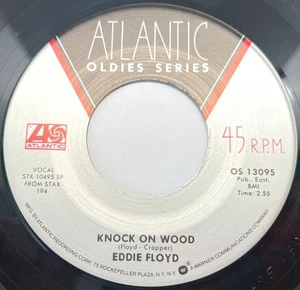 ATLANTIC
OLDIES SERIES
ATLANTIC
45 R.P.M.
VOCAL
STX-10495 SP
FROM STAX
194
OS 13095
Pub., East,
BMI
Time: 2:55
KNOCK ON WOOD
(Floyd - Cropper)
EDDIE FLOYD
MFG. BY ATLANTIC RECORDING CORP. 75 ROCKEFELLER PLAZA, N.Y., N.Y. A WARNER COMMUNICATIONS COMPANY